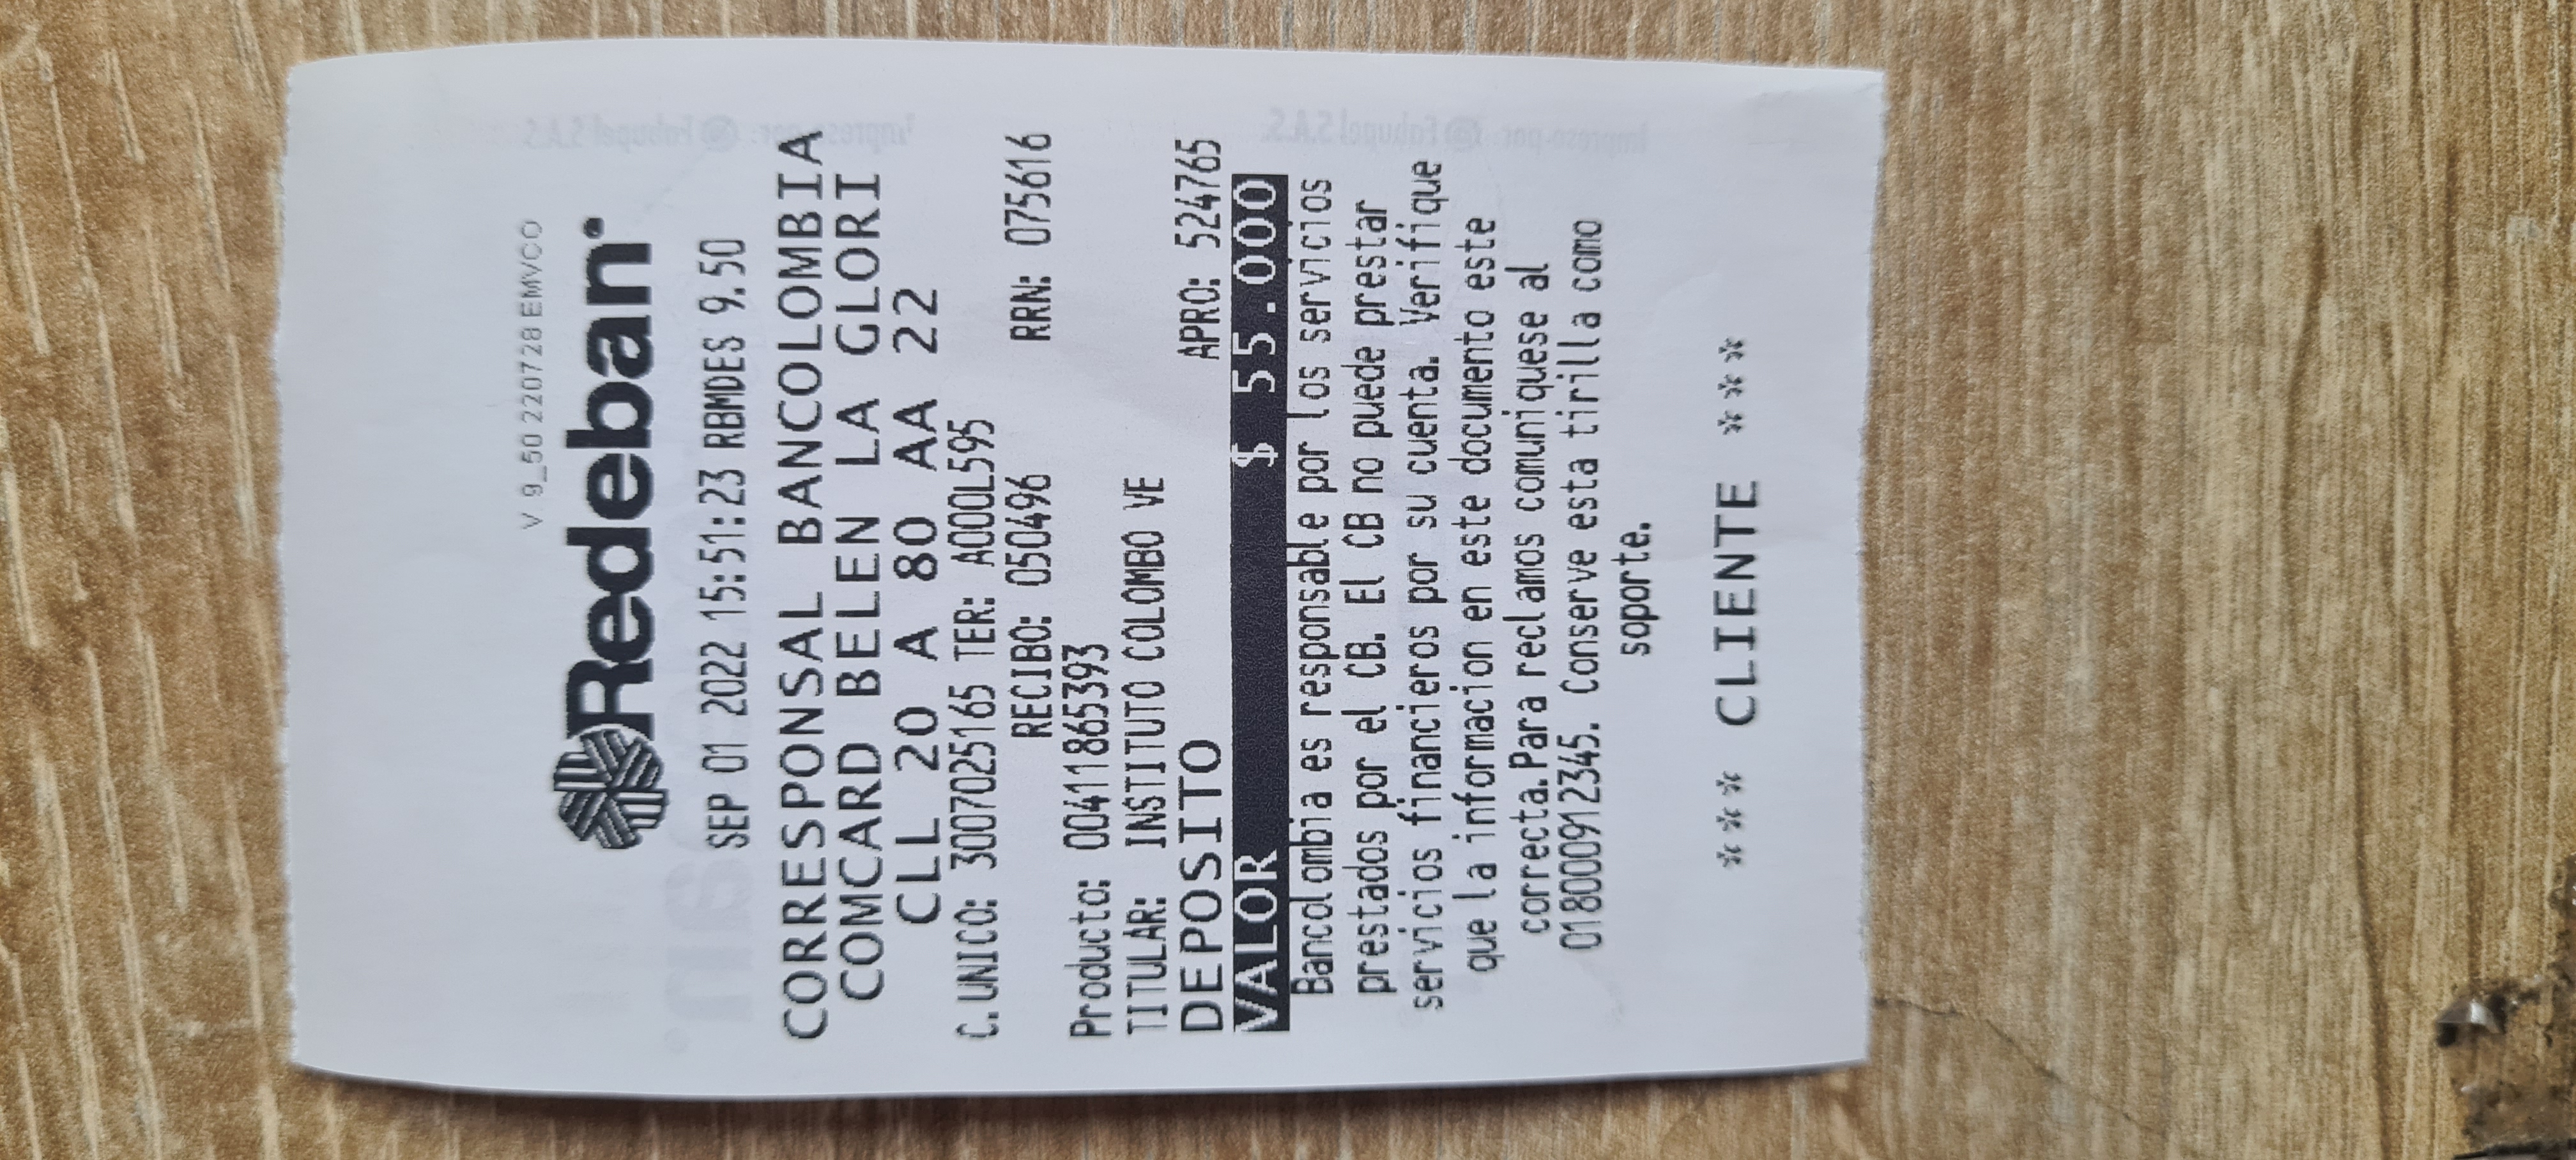 V 9_50 220728 EMVCO
Redeban
SEP 01 2022 15:51:23 RBMDES 9.50
CORRESPONSAL BANCOLOMBIA
COMCARD BELEN LA GLORI
CLL 20 A 80 AA 22
C.UNICO: 3007025165 TER: A000L595
RECIBO: 050496 RRN: 075616
Producto: 00411865393
TITULAR: INSTITUTO COLOMBO VE
DEPOSITO APRO: 524765
VALOR $ 55.000
Bancolombia es responsable por los servicios
prestados por el CB. El CB no puede prestar
servicios financieros por su cuenta. Verifique
que la informacion en este documento este
correcta.Para reclamos comuniquese al
018000912345. Conserve esta tirilla como
soporte.
*** CLIENTE ***